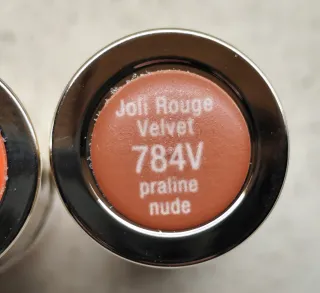 Joli Rouge
Velvet
784V
praline
nude